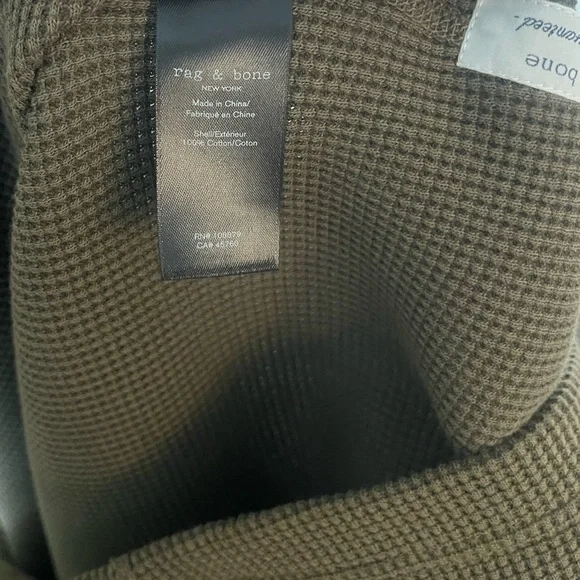 rag & bone
NEW YORK
Made in China/
Fabriqué en Chine
Shell/Extérieur
100% Cotton/Coton
RN# 108979
CA# 45760
bone